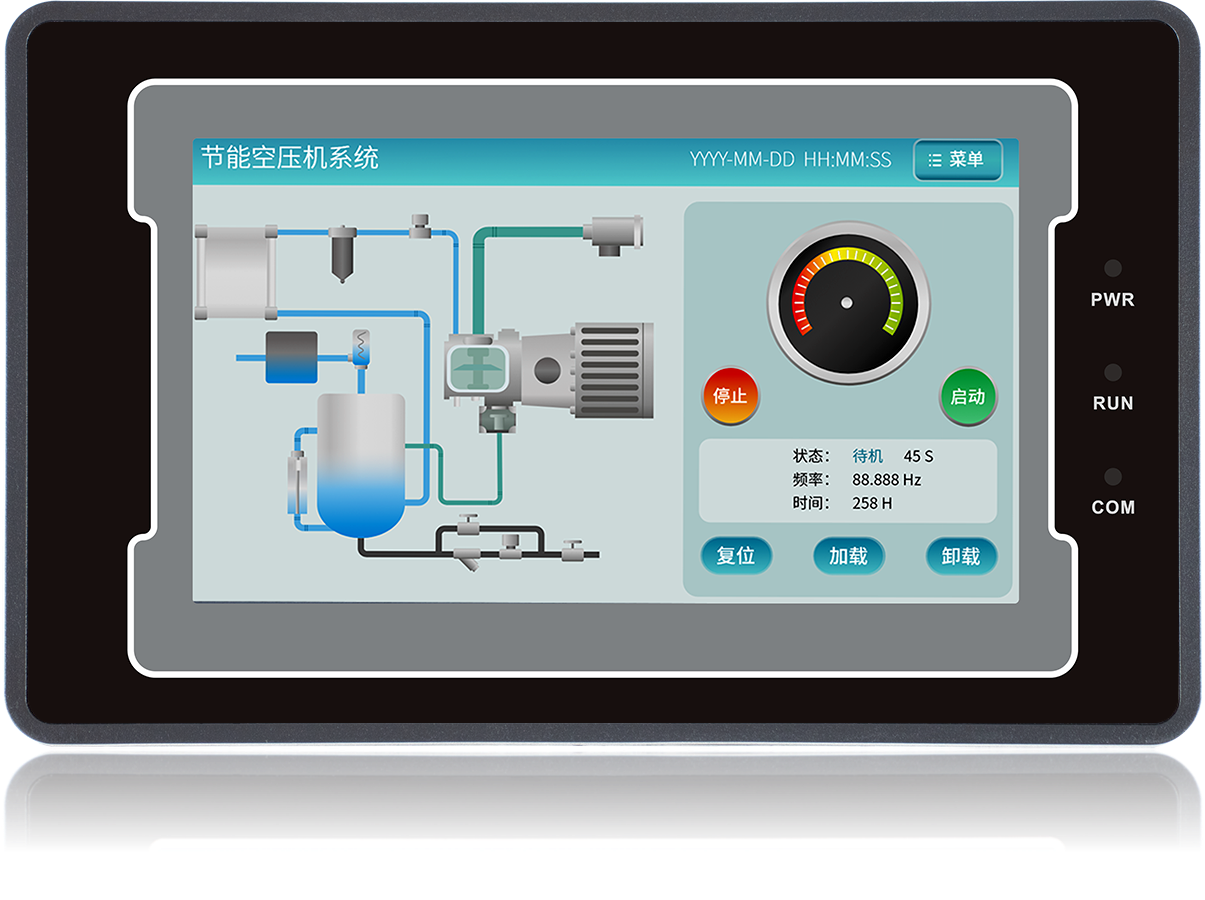 节能空压机系统
YYYY-MM-DD HH:MM:SS
菜单
PWR
RUN
COM
停止
启动
状态： 待机 45 S
频率： 88.888 Hz
时间： 258 H
复位
加载
卸载